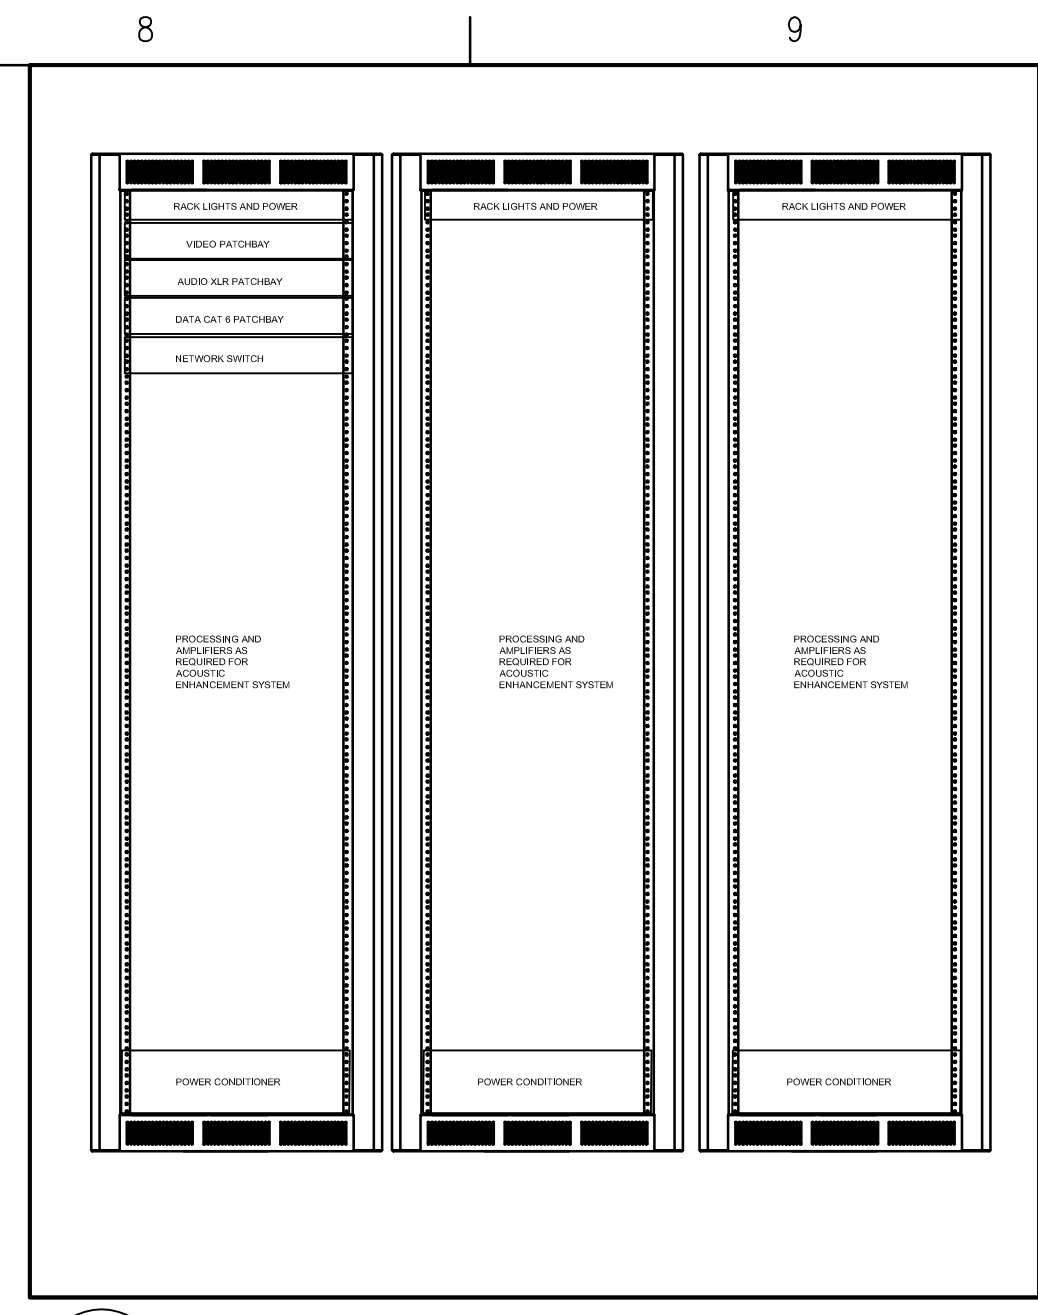 8
9
RACK LIGHTS AND POWER
VIDEO PATCHBAY
AUDIO XLR PATCHBAY
DATA CAT 6 PATCHBAY
NETWORK SWITCH
PROCESSING AND
AMPLIFIERS AS
REQUIRED FOR
ACOUSTIC
ENHANCEMENT SYSTEM
POWER CONDITIONER
RACK LIGHTS AND POWER
PROCESSING AND
AMPLIFIERS AS
REQUIRED FOR
ACOUSTIC
ENHANCEMENT SYSTEM
POWER CONDITIONER
RACK LIGHTS AND POWER
PROCESSING AND
AMPLIFIERS AS
REQUIRED FOR
ACOUSTIC
ENHANCEMENT SYSTEM
POWER CONDITIONER